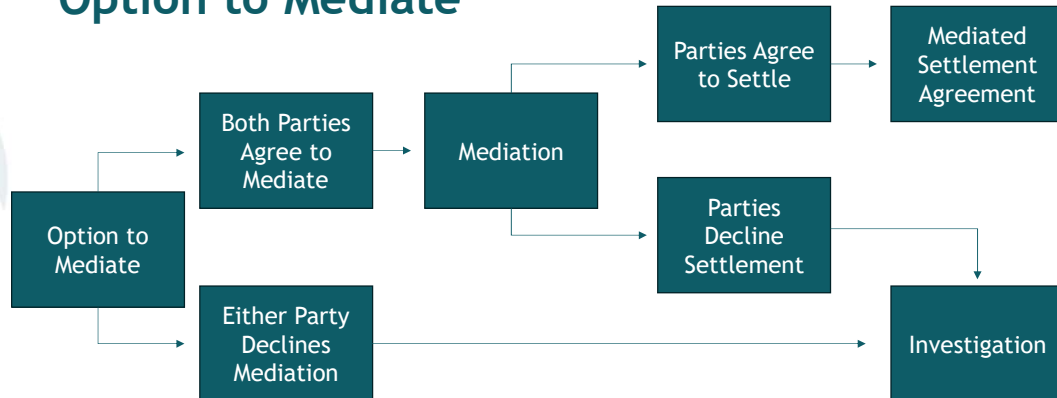 Option to Mediate
Parties Agree
to Settle
Mediated
Settlement
Agreement
Both Parties
Agree to
Mediate
Mediation
Option to
Mediate
Parties
Decline
Settlement
Either Party
Declines
Mediation
Investigation